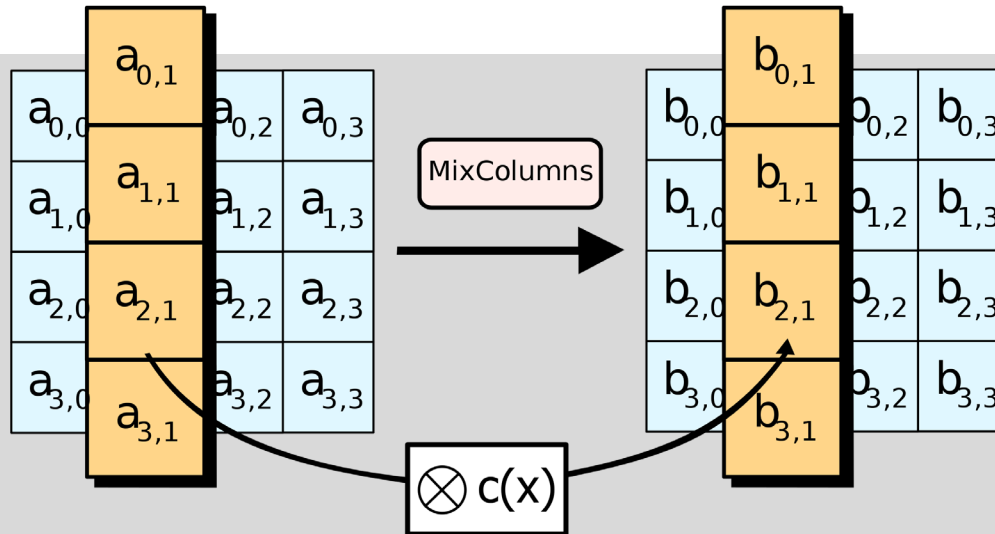 a0,1
a0,0 a0,2 a0,3
a1,1
a1,0 a1,2 a1,3
a2,1
a2,0 a2,2 a2,3
a3,0 a3,2 a3,3
a3,1
MixColumns
b0,1
b0,0 b0,2 b0,3
b1,1
b1,0 b1,2 b1,3
b2,1
b2,0 b2,2 b2,3
b3,0 b3,2 b3,3
b3,1
⊗ c(x)